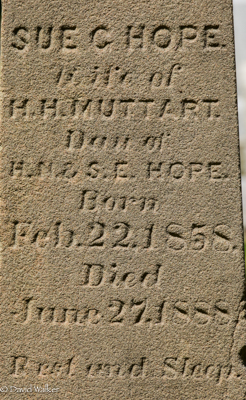 SUE C HOPE.
Wife of
H. H. MUTTART.
Dau of
H. N. & S. E. HOPE.
Born
Feb. 22. 1858.
Died
June 27. 1888.
Rest and Sleep.
© David Walker